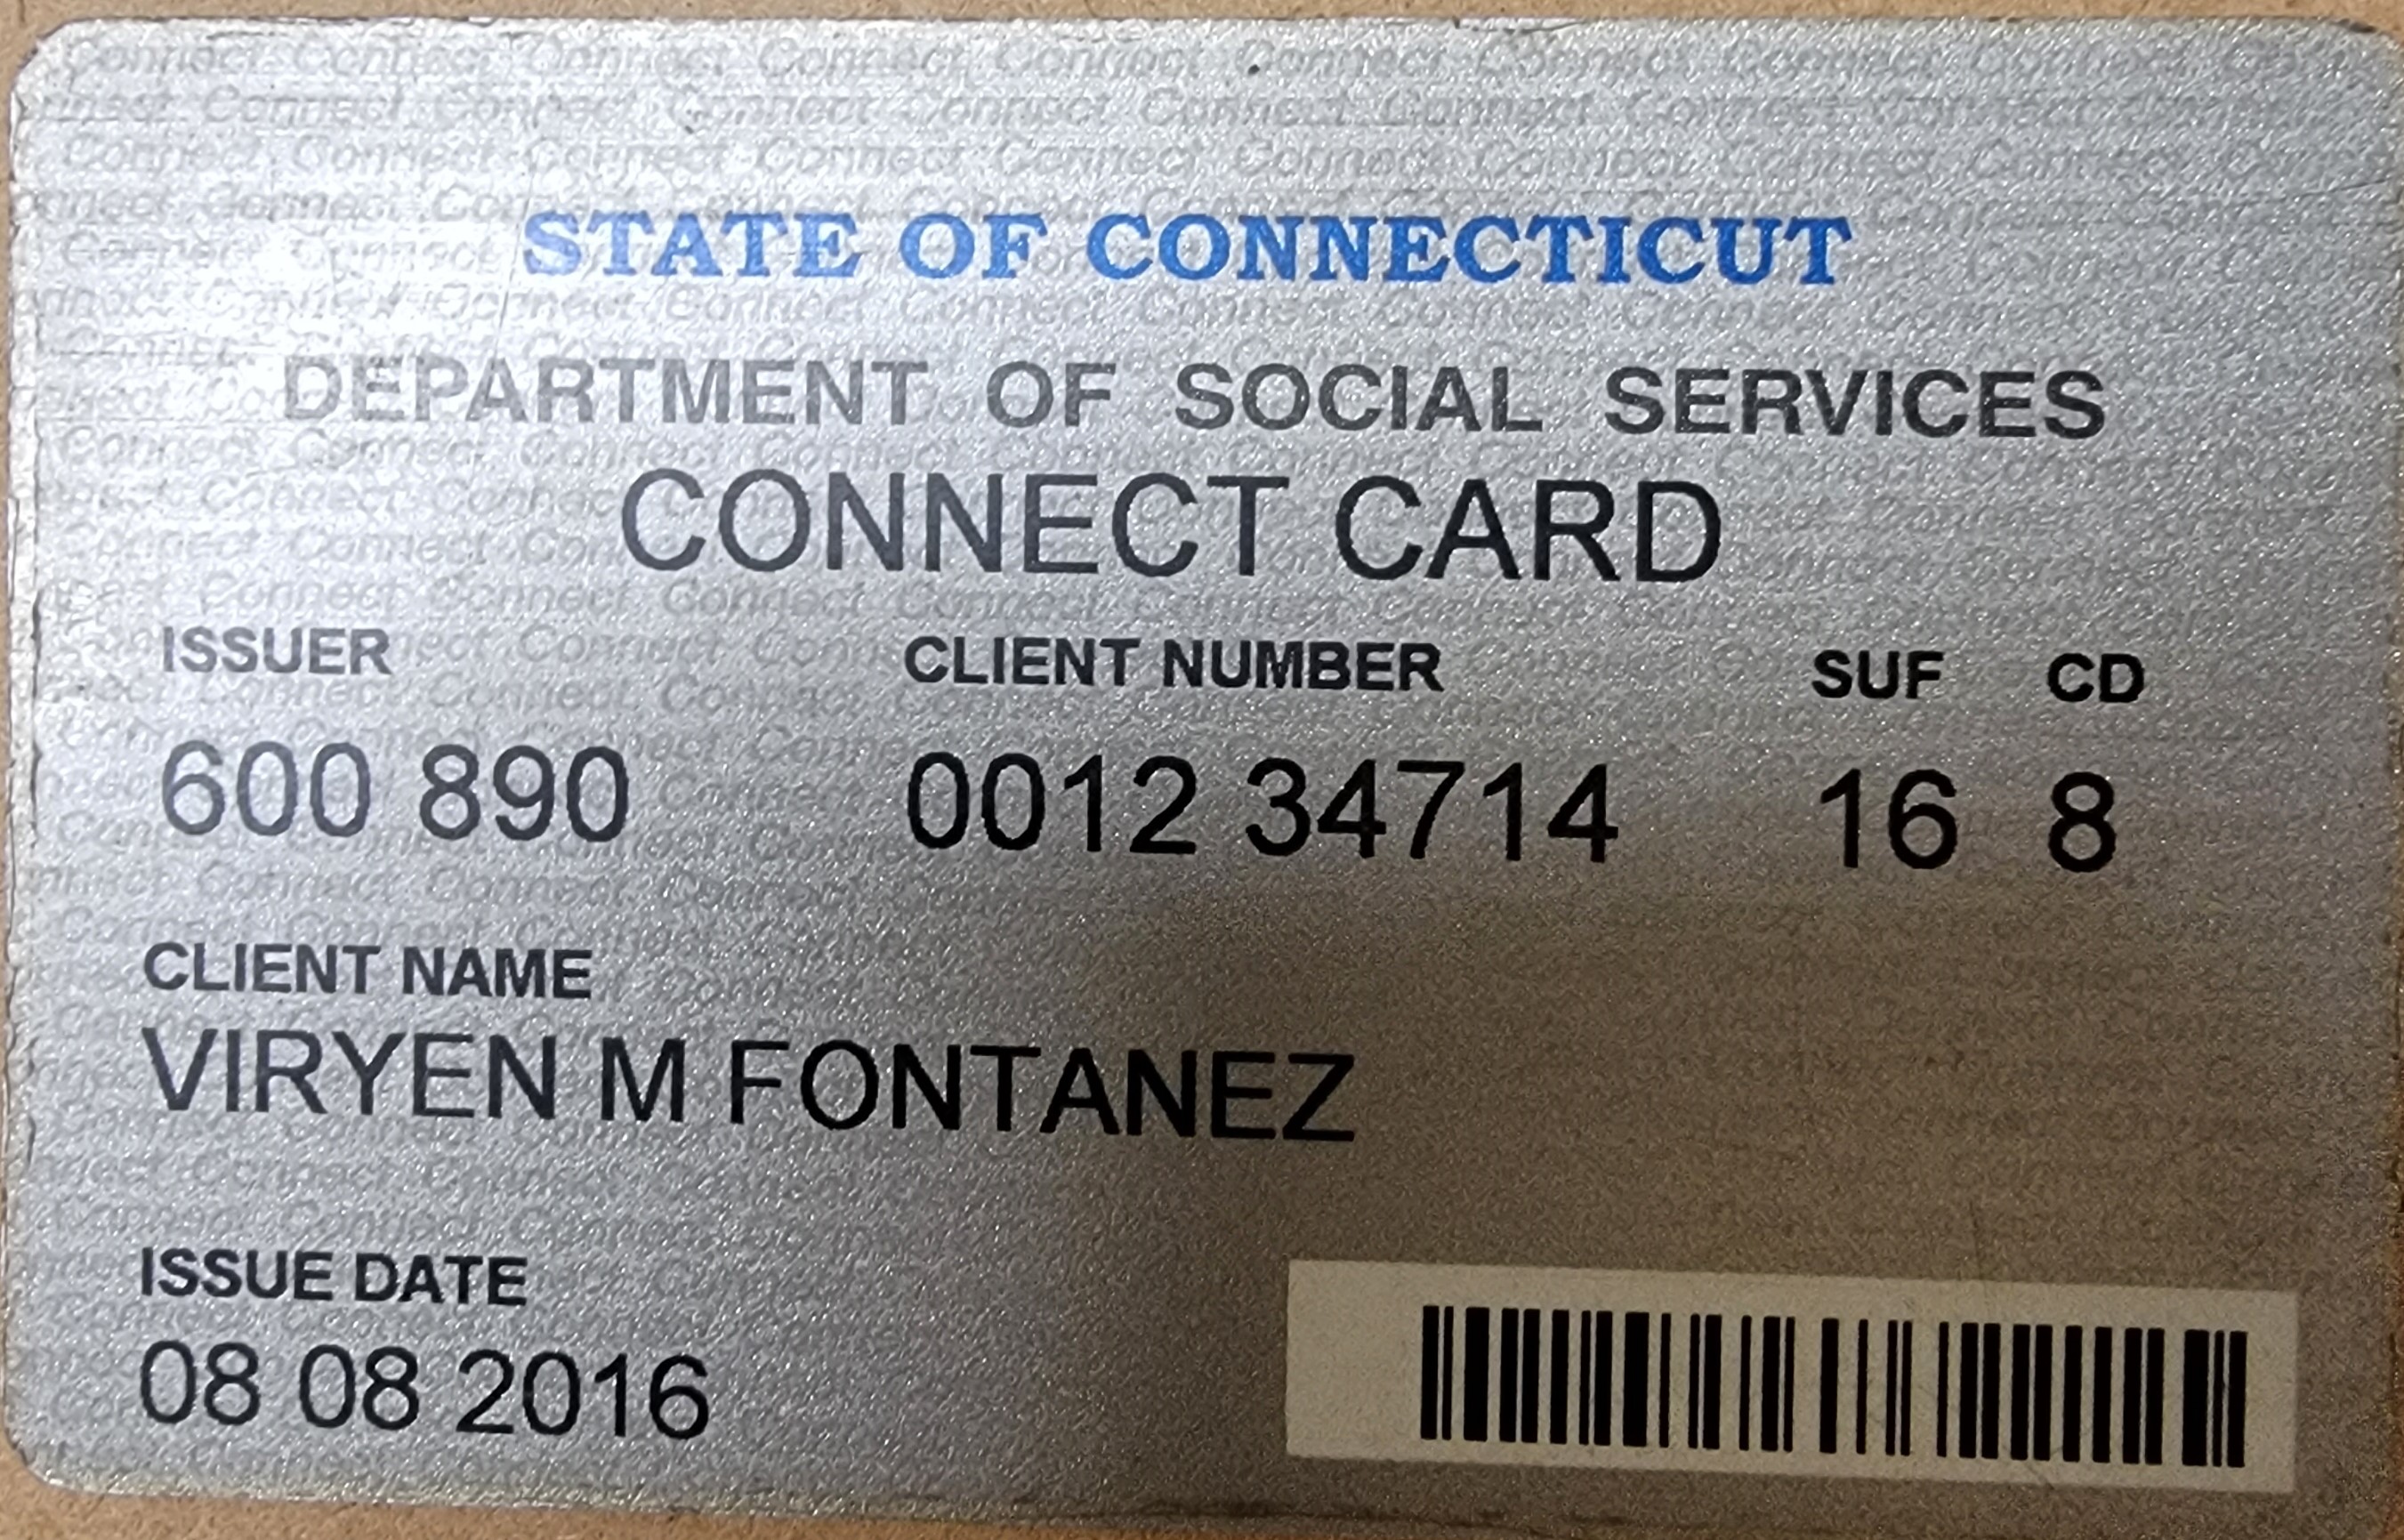 STATE OF CONNECTICUT
DEPARTMENT OF SOCIAL SERVICES
CONNECT CARD
ISSUER CLIENT NUMBER SUF CD
600 890 0012 34714 16 8
CLIENT NAME
VIRYEN M FONTANEZ
ISSUE DATE
08 08 2016